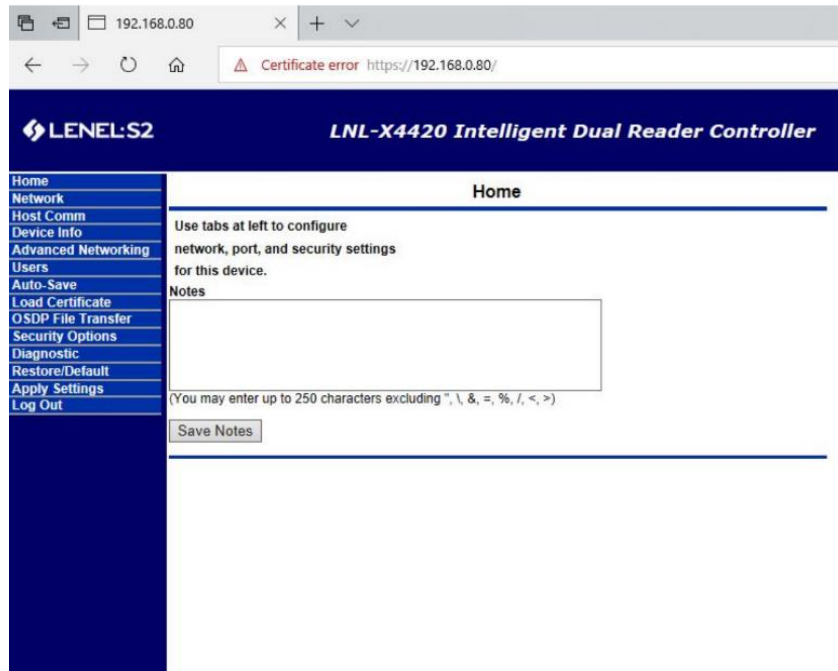 192.168.0.80
Certificate error https://192.168.0.80/
LENEL:S2
LNL-X4420 Intelligent Dual Reader Controller
Home
Network
Host Comm
Device Info
Advanced Networking
Users
Auto-Save
Load Certificate
OSDP File Transfer
Security Options
Diagnostic
Restore/Default
Apply Settings
Log Out
Home
Use tabs at left to configure
network, port, and security settings
for this device.
Notes
(You may enter up to 250 characters excluding ", \, &, =, %, /, <, >)
Save Notes